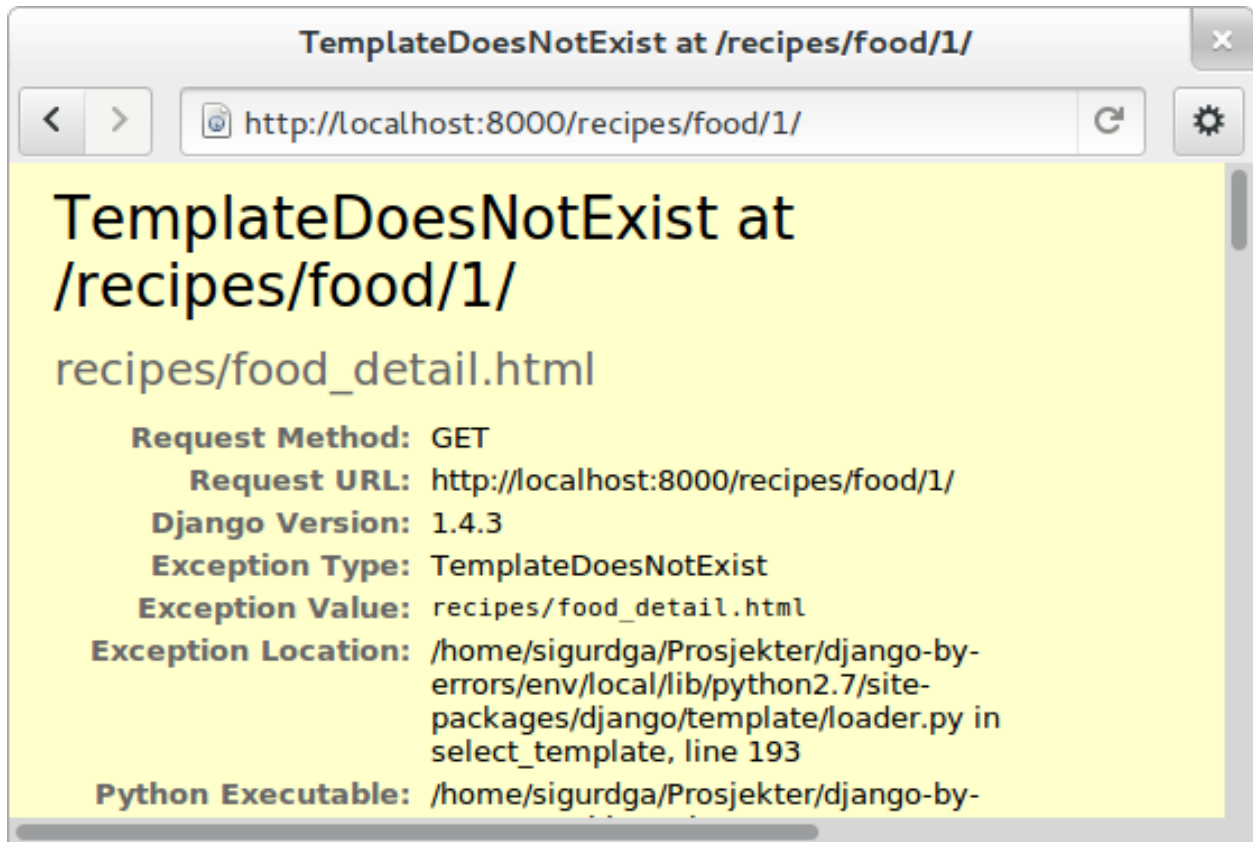 TemplateDoesNotExist at /recipes/food/1/
http://localhost:8000/recipes/food/1/
TemplateDoesNotExist at
/recipes/food/1/
recipes/food_detail.html
Request Method: GET
Request URL: http://localhost:8000/recipes/food/1/
Django Version: 1.4.3
Exception Type: TemplateDoesNotExist
Exception Value: recipes/food_detail.html
Exception Location: /home/sigurdga/Prosjekter/django-by-
errors/env/local/lib/python2.7/site-
packages/django/template/loader.py in
select_template, line 193
Python Executable: /home/sigurdga/Prosjekter/django-by-